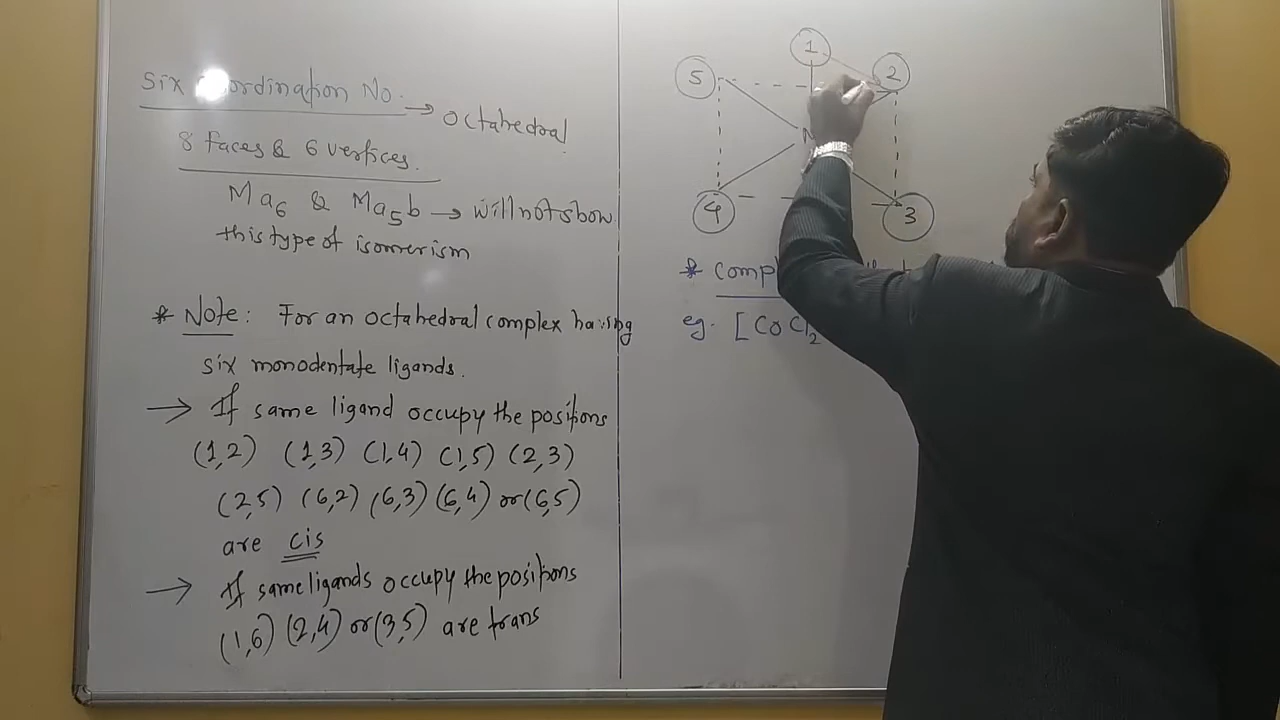 Six Coordination No. → Octahedral
8 faces & 6 vertices.
Ma6 & Ma5b → will not show
this type of isomerism
* Note: For an octahedral complex having
six monodentate ligands.
→ If same ligand occupy the positions
(1,2) (1,3) (1,4) (1,5) (2,3)
(2,5) (6,2) (6,3) (6,4) or (6,5)
are cis
→ If same ligands occupy the positions
(1,6) (2,4) or (3,5) are trans
1
5 2
4 3
*
eg. [CoCl2